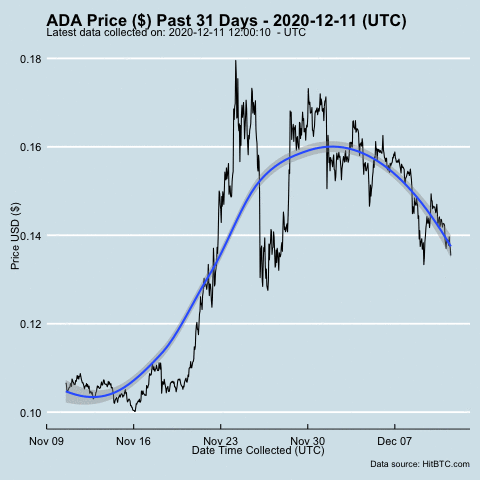 ADA Price ($) Past 31 Days - 2020-12-11 (UTC)
Latest data collected on: 2020-12-11 12:00:10  - UTC
0.18
0.16
0.14
0.12
0.10
Price USD ($)
Nov 09 Nov 16 Nov 23 Nov 30 Dec 07
Date Time Collected (UTC)
Data source: HitBTC.com